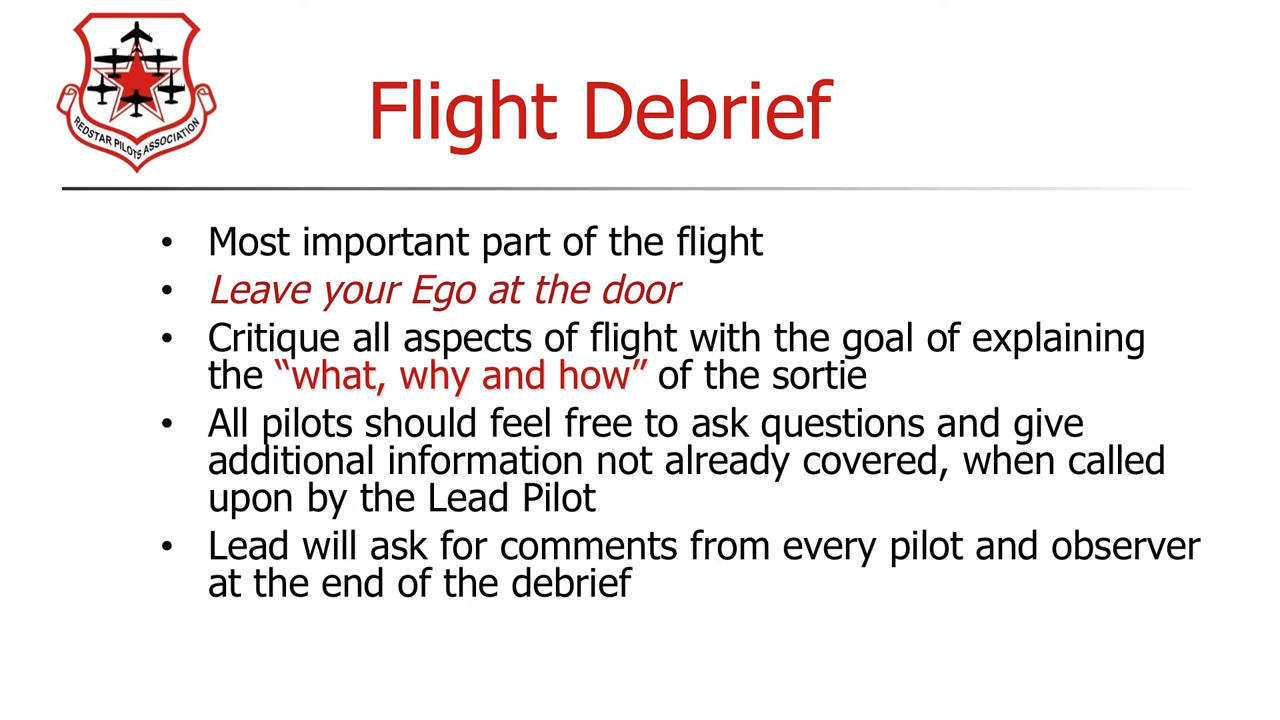 REDSTAR PILOTS ASSOCIATION
Flight Debrief
• Most important part of the flight
• Leave your Ego at the door
• Critique all aspects of flight with the goal of explaining
the “what, why and how” of the sortie
• All pilots should feel free to ask questions and give
additional information not already covered, when called
upon by the Lead Pilot
• Lead will ask for comments from every pilot and observer
at the end of the debrief